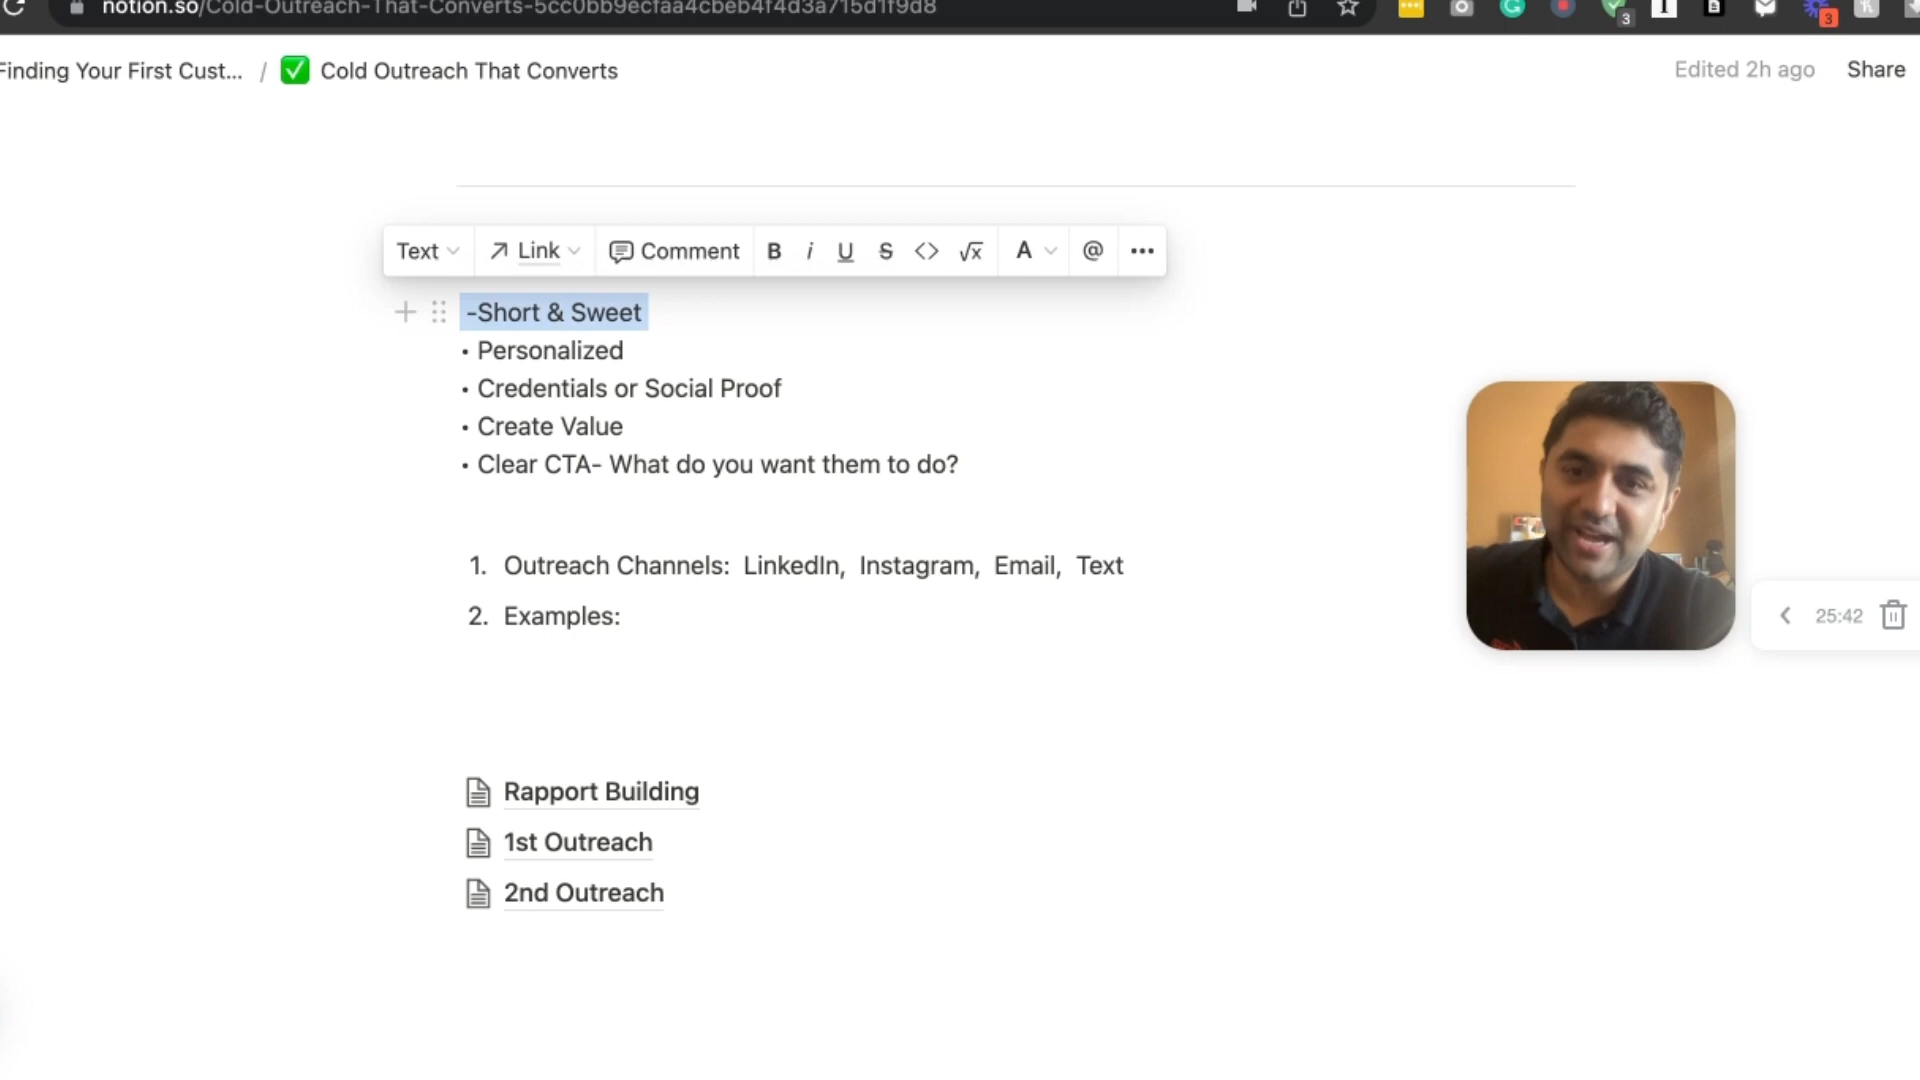 notion.so/Cold-Outreach-That-Converts-5cc0bb9ecfaa4cbeb4f4d3a715d1f9d8
3
3
Finding Your First Cust... / ✅ Cold Outreach That Converts
Edited 2h ago
Share
Text
Link
Comment
B i U S <> √x A @ •••
-Short & Sweet
• Personalized
• Credentials or Social Proof
• Create Value
• Clear CTA- What do you want them to do?
1. Outreach Channels: LinkedIn, Instagram, Email, Text
2. Examples:
25:42
Rapport Building
1st Outreach
2nd Outreach